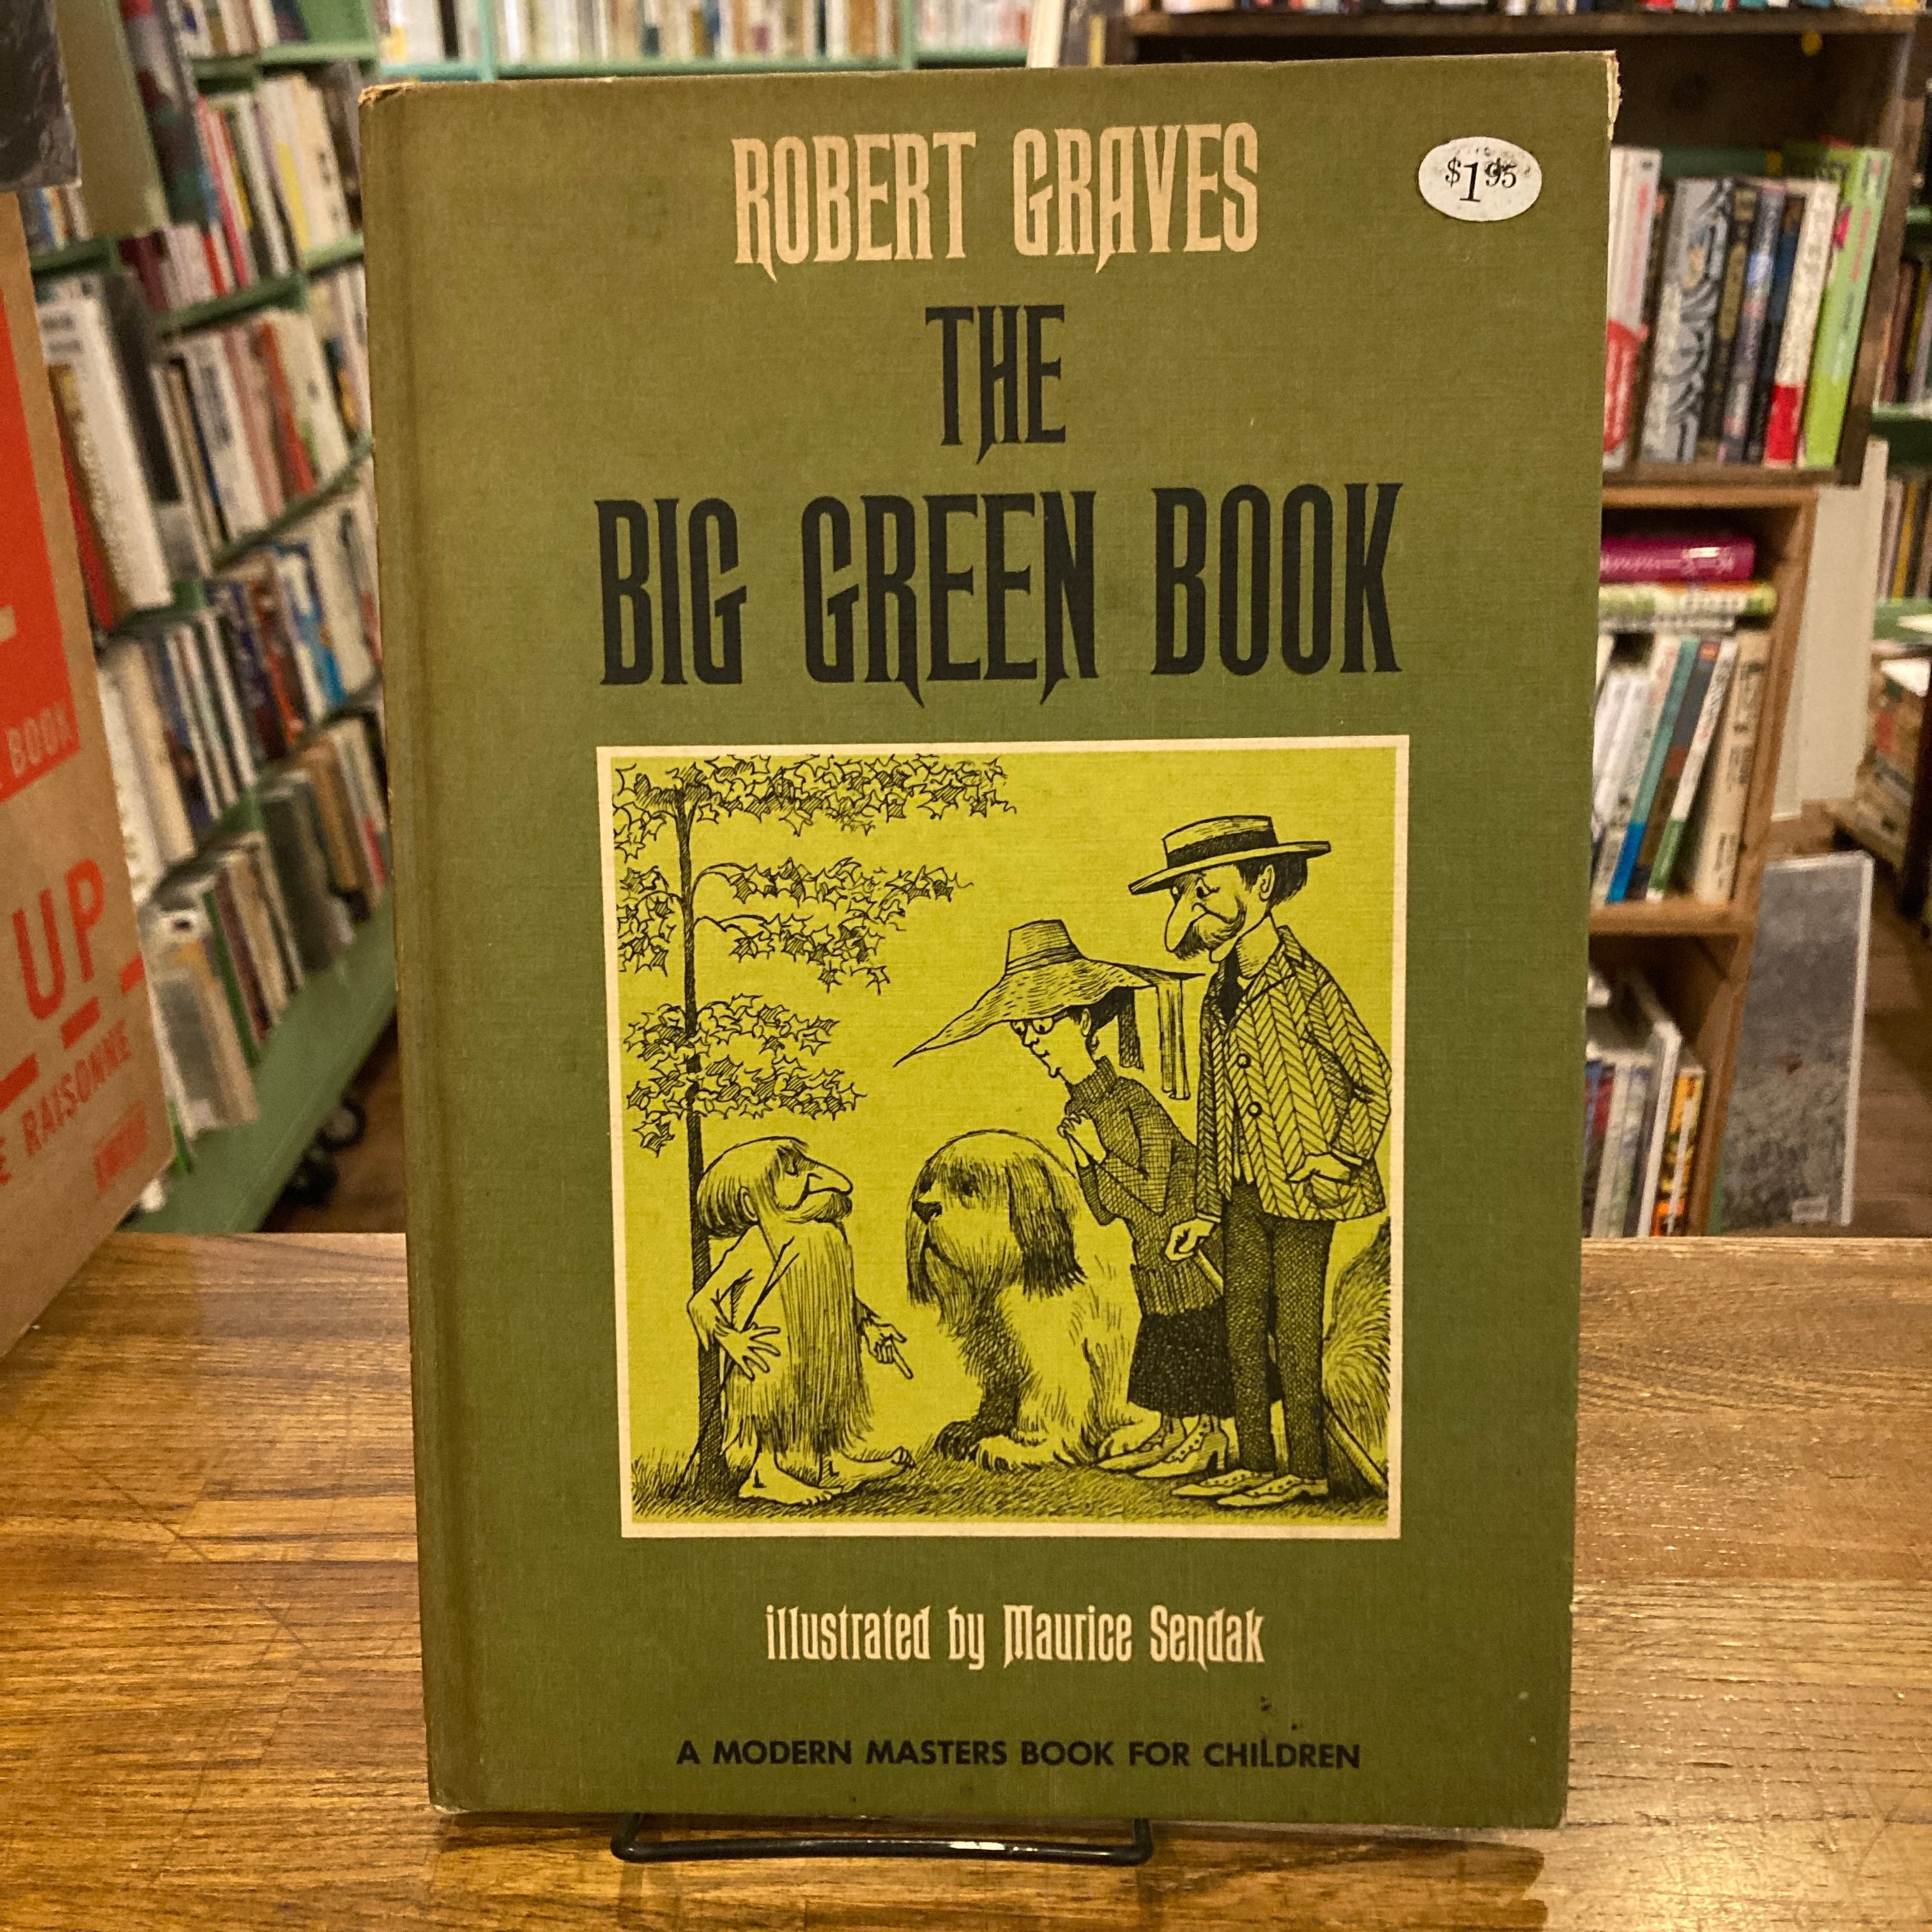 ROBERT GRAVES
$1.95
THE
BIG GREEN BOOK
illustrated by Maurice Sendak
A MODERN MASTERS BOOK FOR CHILDREN
BOOK
UP
RAISONNE